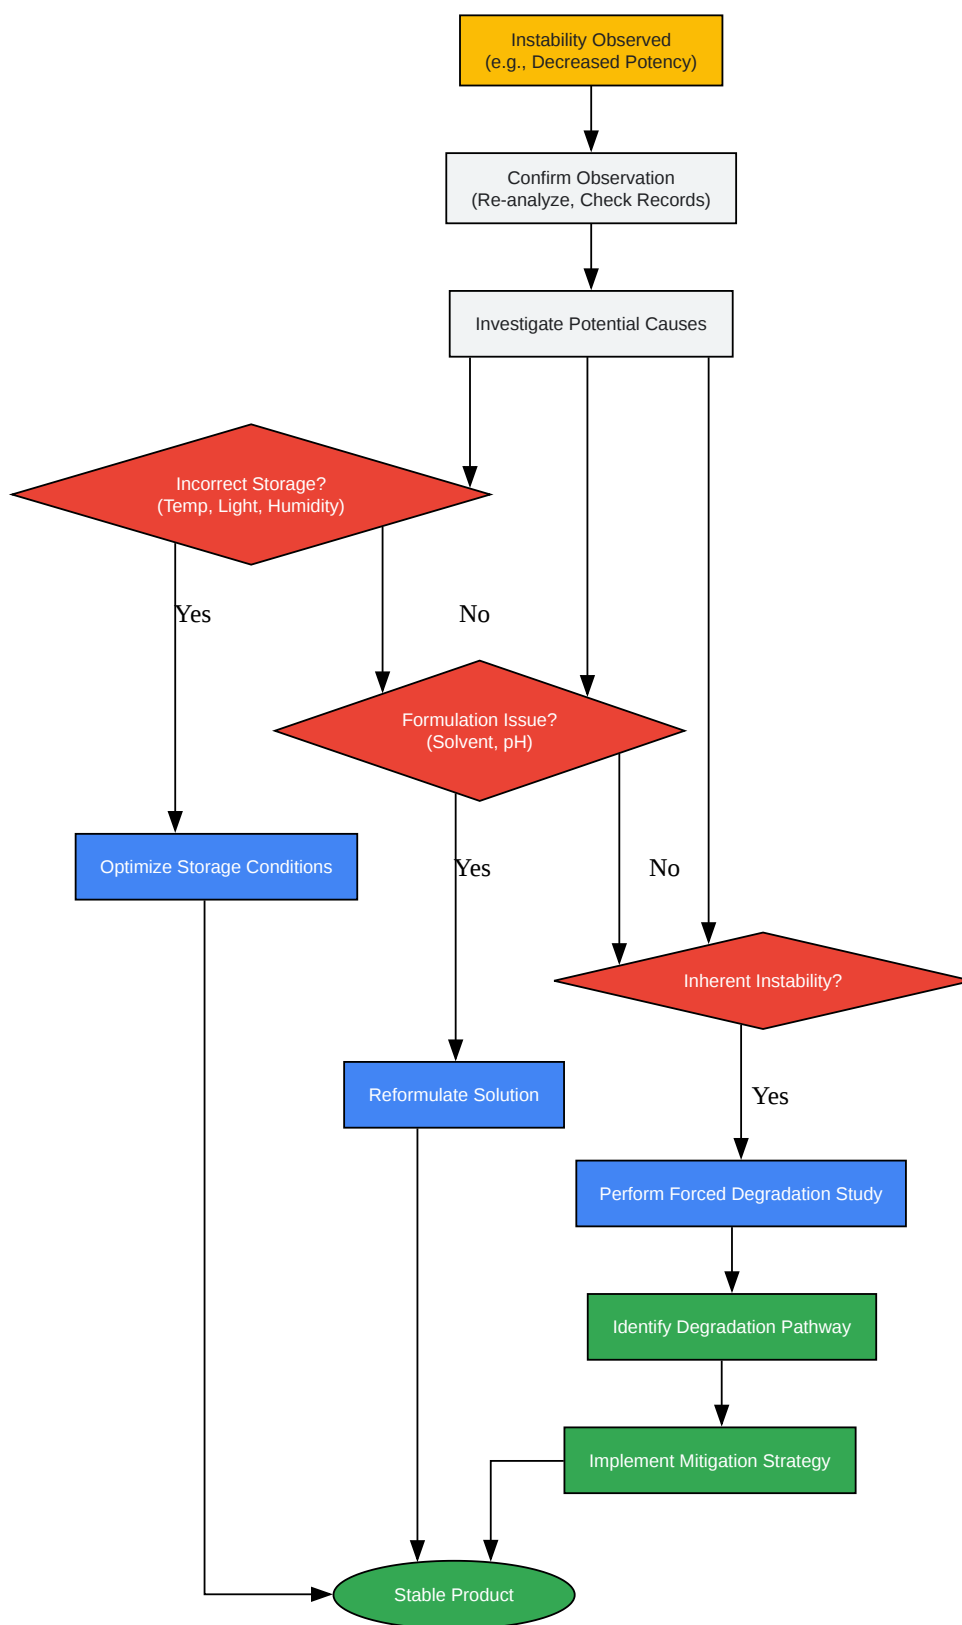 Instability Observed
(e.g., Decreased Potency)
Confirm Observation
(Re-analyze, Check Records)
Investigate Potential Causes
Incorrect Storage?
(Temp, Light, Humidity)
Yes
No
Formulation Issue?
(Solvent, pH)
Optimize Storage Conditions
Yes
No
Inherent Instability?
Reformulate Solution
Yes
Perform Forced Degradation Study
Identify Degradation Pathway
Implement Mitigation Strategy
Stable Product